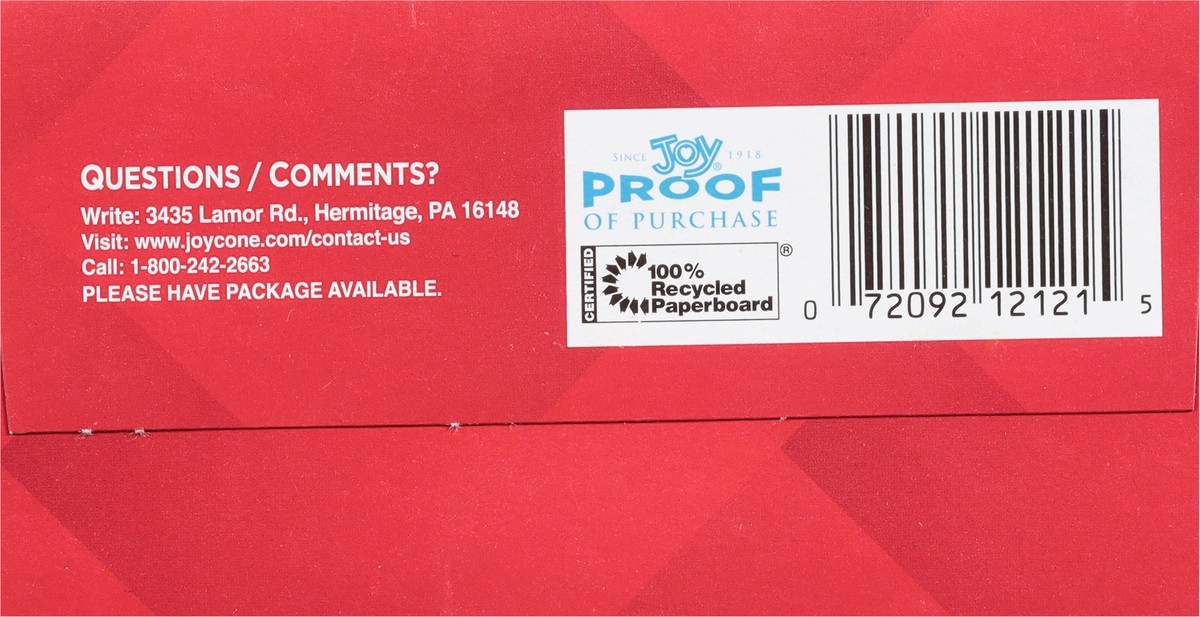 QUESTIONS / COMMENTS?
Write: 3435 Lamor Rd., Hermitage, PA 16148
Visit: www.joycone.com/contact-us
Call: 1-800-242-2663
PLEASE HAVE PACKAGE AVAILABLE.
SINCE JOY® 1918
PROOF
OF PURCHASE
CERTIFIED
100%
Recycled
Paperboard
®
0 72092 12121 5